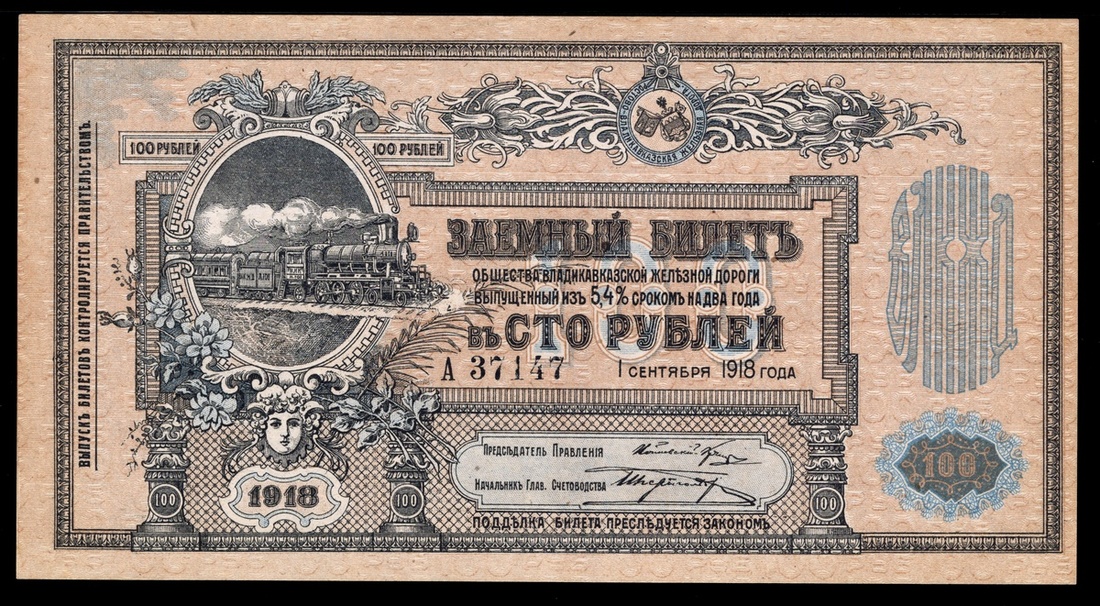 ВЫПУСКЪ БИЛЕТОВЪ КОНТРОЛИРУЕТСЯ ПРАВИТЕЛЬСТВОМЪ.
100 РУБЛЕЙ
100 РУБЛЕЙ
ЗАЕМНЫЙ БИЛЕТЪ
ОБЩЕСТВА ВЛАДИКАВКАЗСКОЙ ЖЕЛѢЗНОЙ ДОРОГИ
ВЫПУЩЕННЫЙ ИЗЪ 5,4% СРОКОМЪ НА ДВА ГОДА
ВЪ СТО РУБЛЕЙ
100
А 37147
1 СЕНТЯБРЯ 1918 ГОДА
ПРЕДСѢДАТЕЛЬ ПРАВЛЕНІЯ
НАЧАЛЬНИКЪ ГЛАВ. СЧЕТОВОДСТВА
100
1918
100
100
100
ПОДДѢЛКА БИЛЕТА ПРЕСЛѢДУЕТСЯ ЗАКОНОМЪ